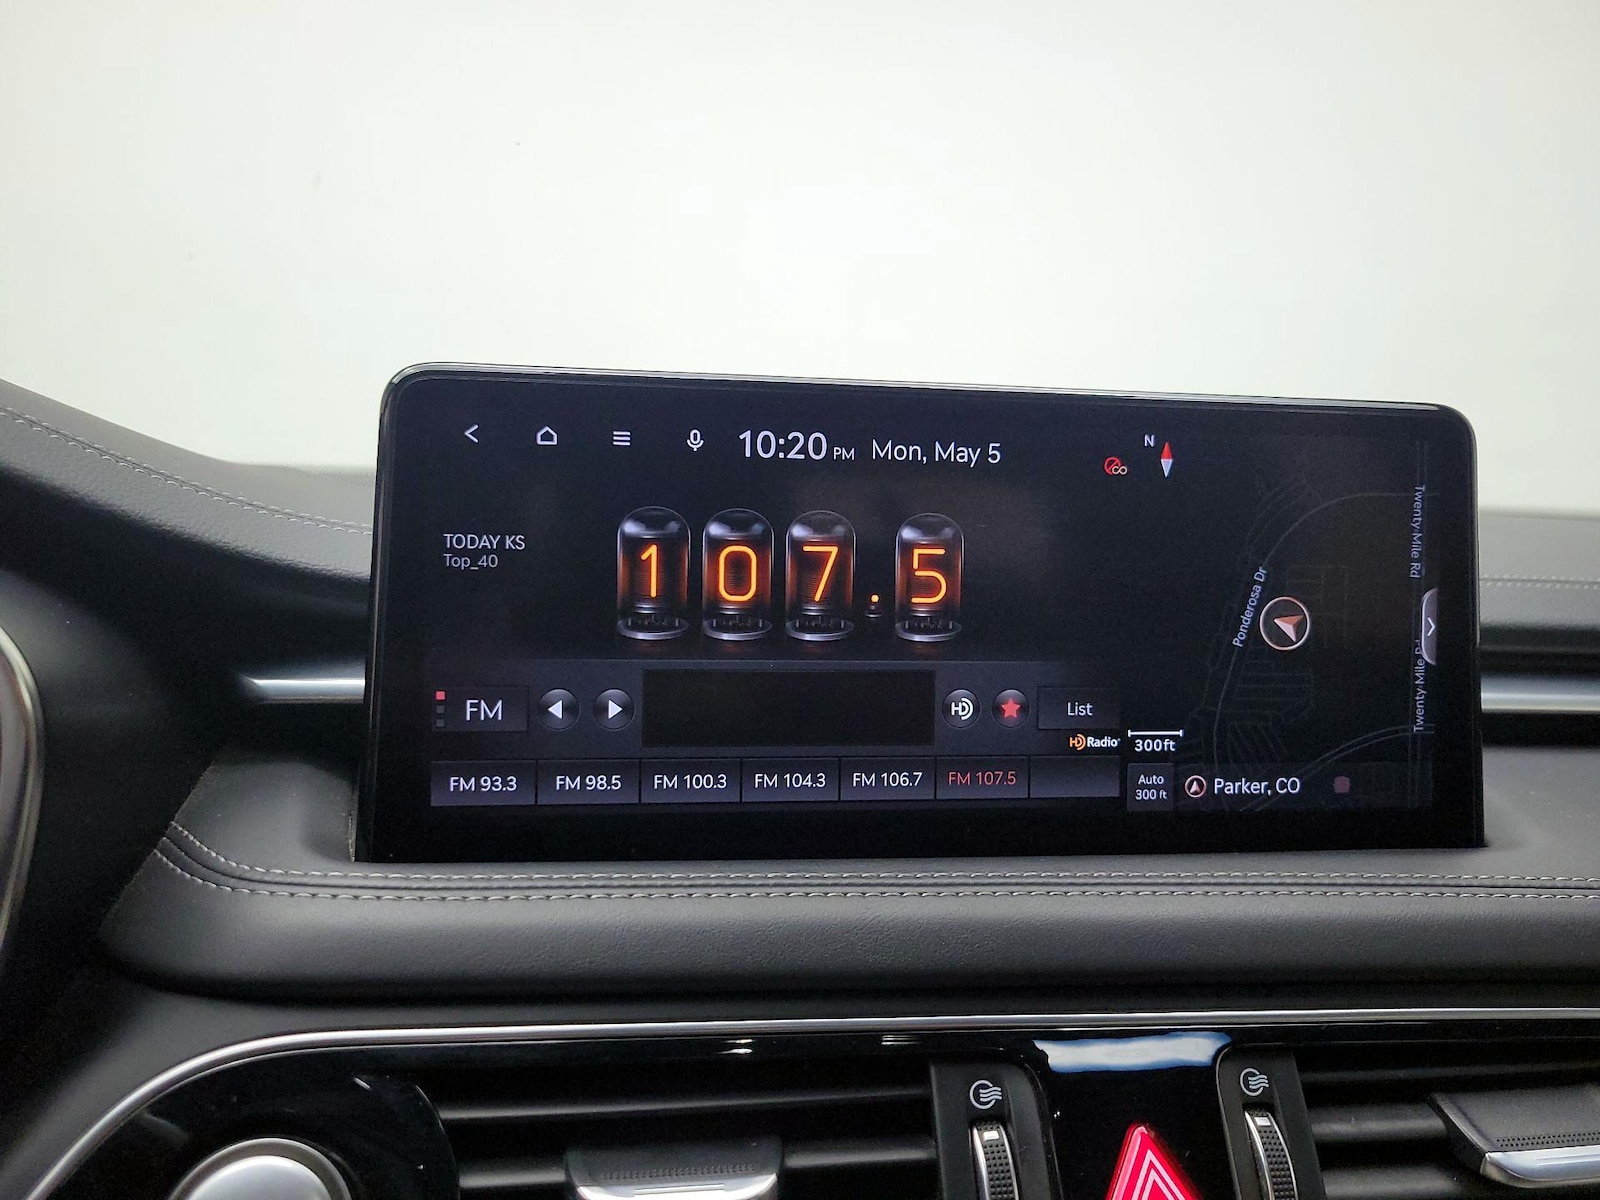 10:20 PM Mon, May 5
N
TODAY KS
Top_40
107.5
Twenty Mile Rd
Ponderosa Dr
FM
HD
List
HD Radio
300ft
FM 93.3
FM 98.5
FM 100.3
FM 104.3
FM 106.7
FM 107.5
Auto
300 ft
Parker, CO
Twenty Mile